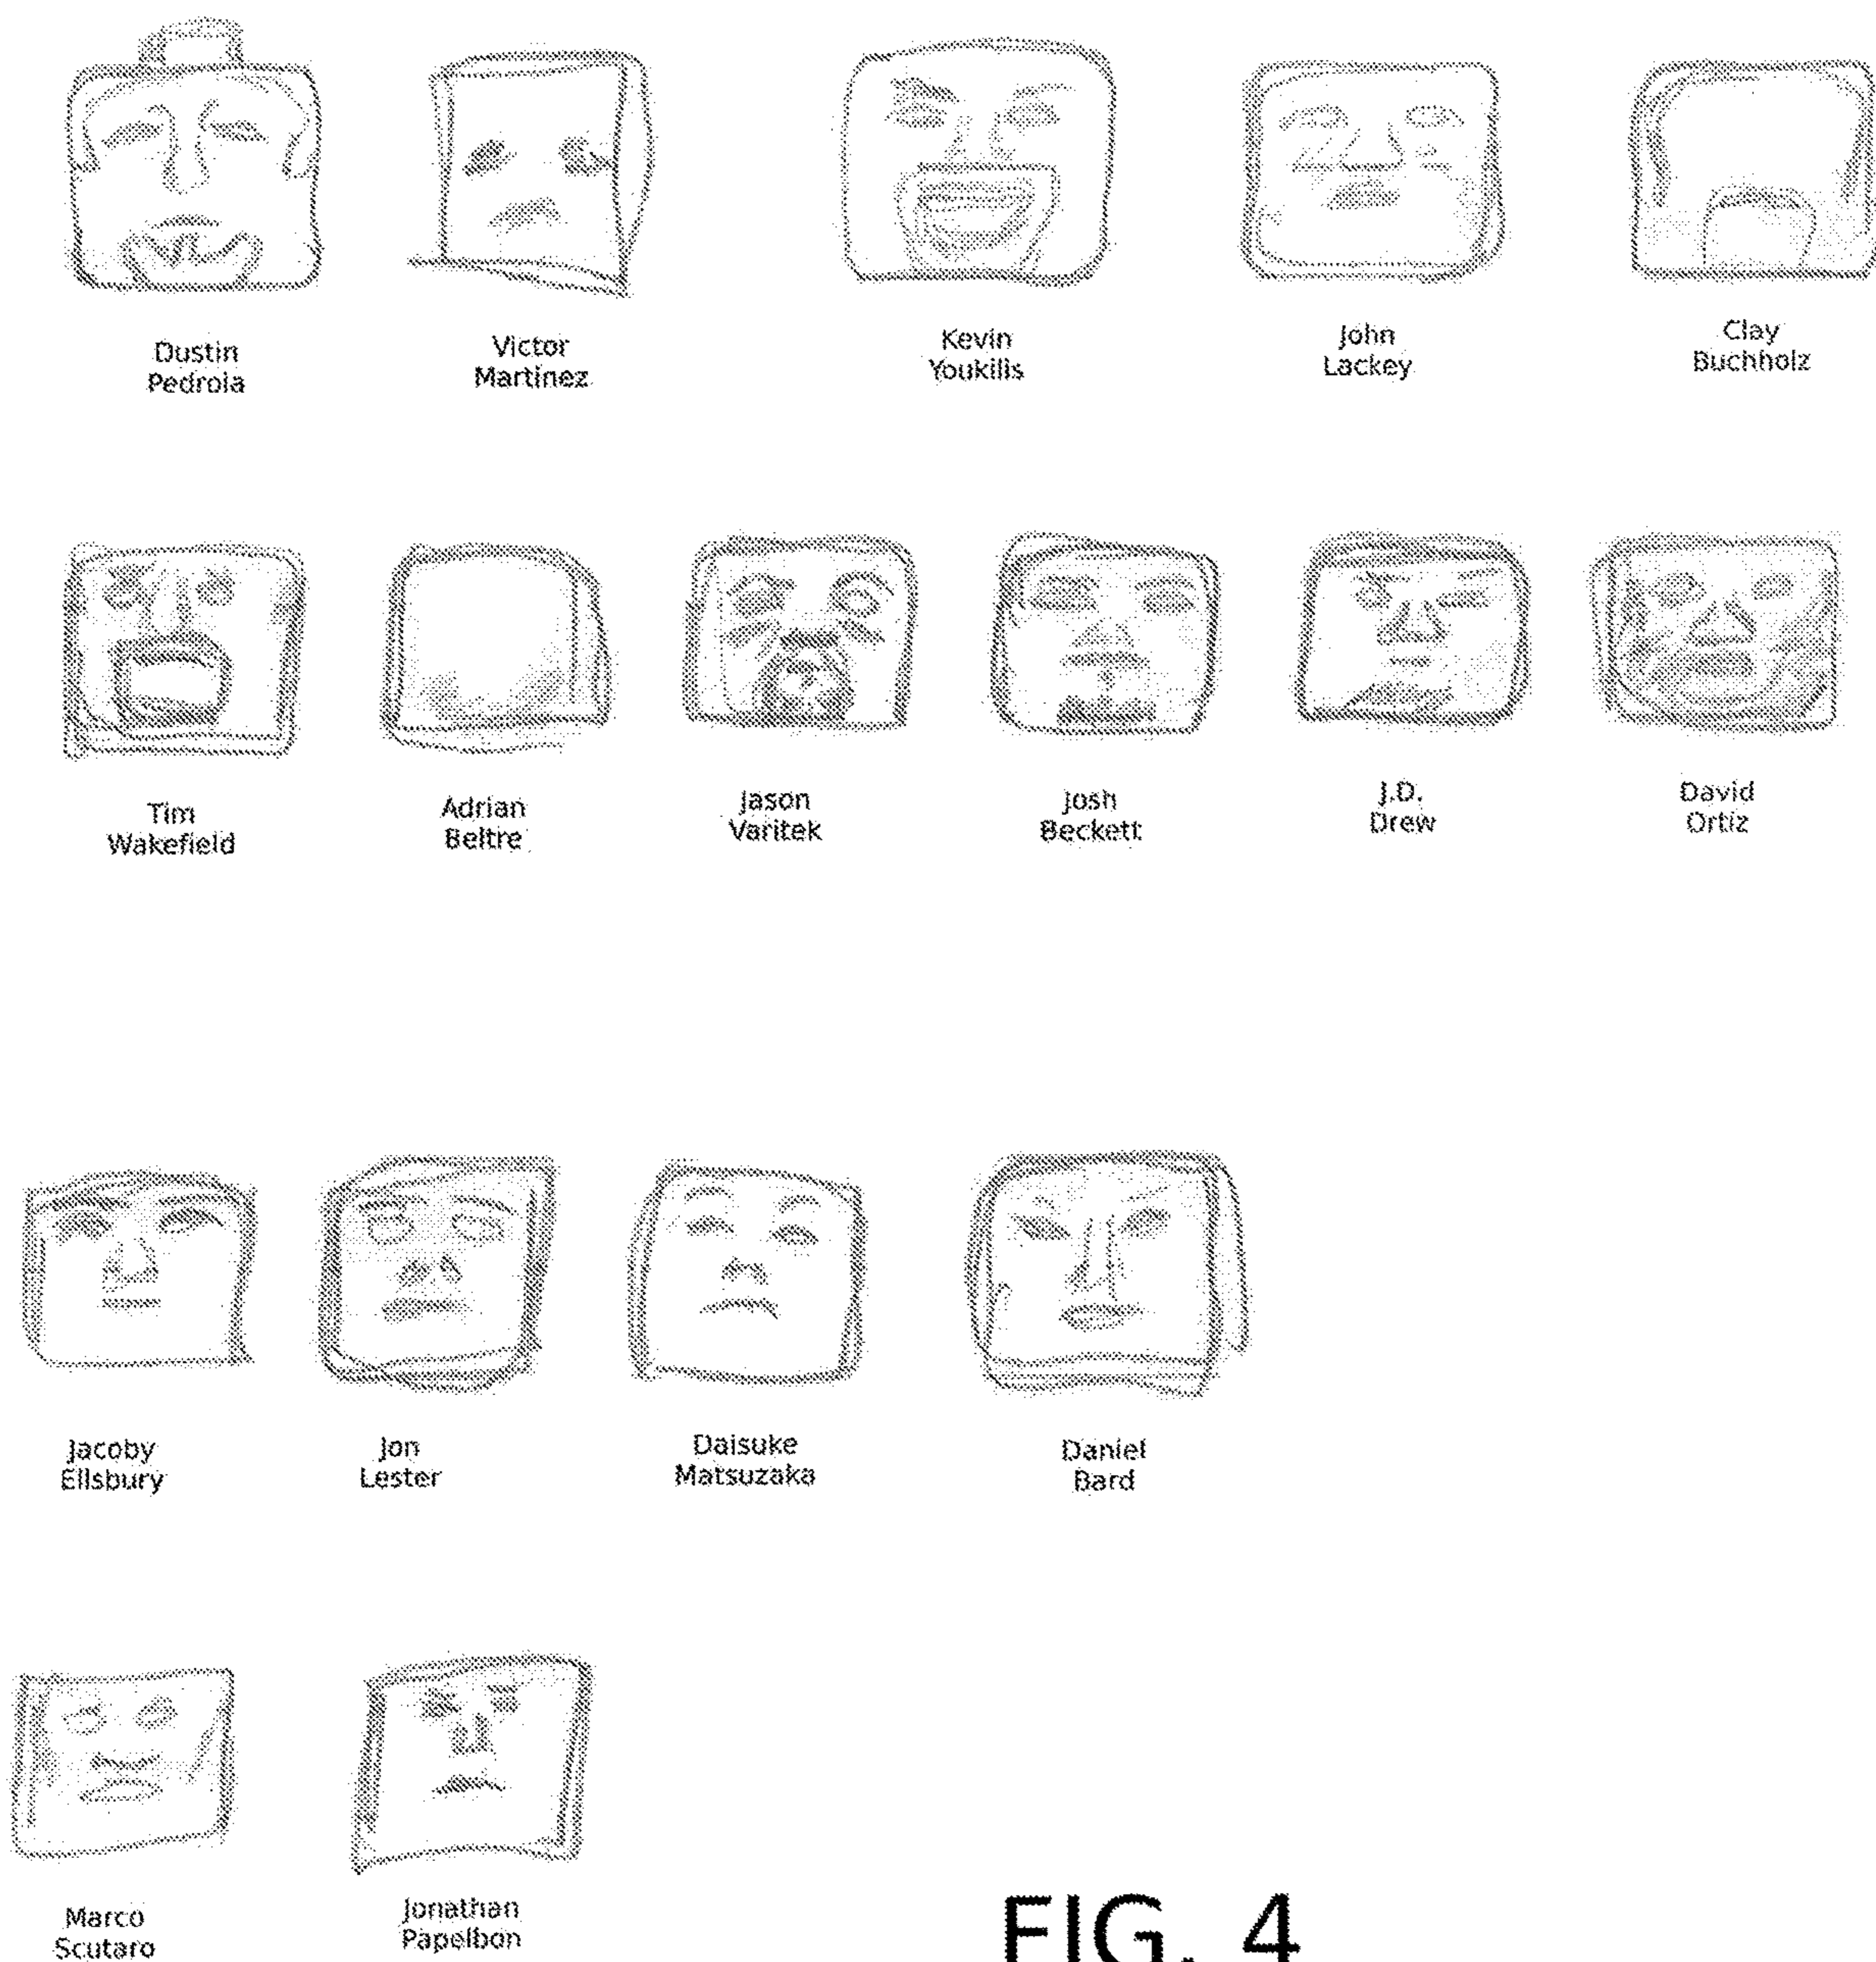 Dustin
Pedroia
Victor
Martinez
Kevin
Youkilis
John
Lackey
Clay
Buchholz
Tim
Wakefield
Adrian
Beltre
Jason
Varitek
Josh
Beckett
J.D.
Drew
David
Ortiz
Jacoby
Ellsbury
Jon
Lester
Daisuke
Matsuzaka
Daniel
Bard
Marco
Scutaro
Jonathan
Papelbon
FIG. 4